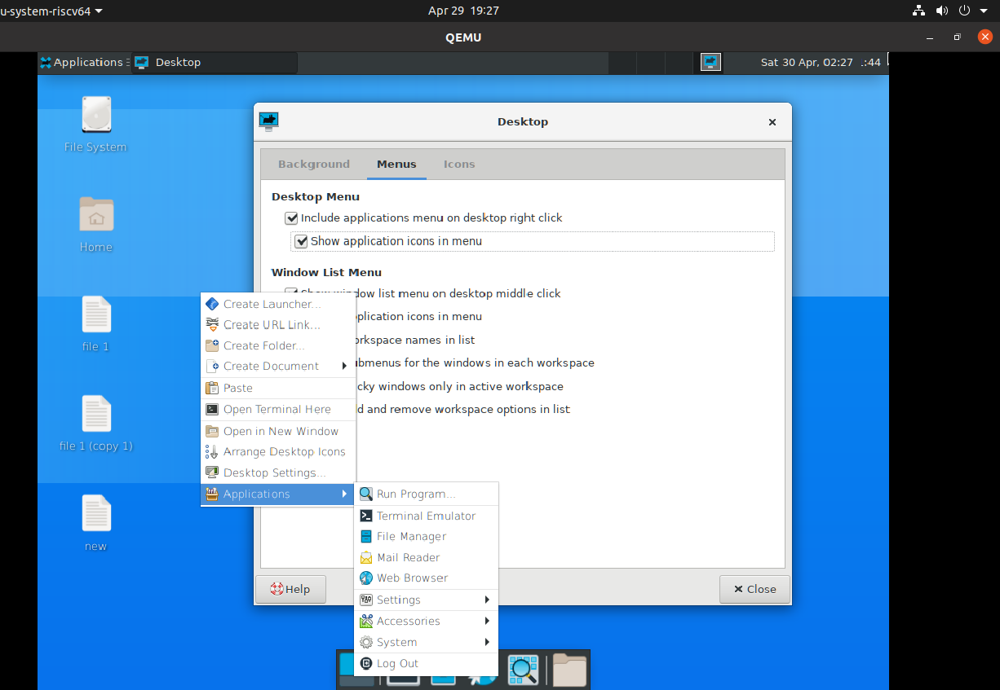 u-system-riscv64
Apr 29 19:27
QEMU
Applications
Desktop
Sat 30 Apr, 02:27
:44
File System
Home
file 1
file 1 (copy 1)
new
Desktop
Background
Menus
Icons
Desktop Menu
Include applications menu on desktop right click
Show application icons in menu
Window List Menu
Show window list menu on desktop middle click
plication icons in menu
orkspace names in list
ubmenus for the windows in each workspace
cky windows only in active workspace
d and remove workspace options in list
Help
Close
Create Launcher...
Create URL Link...
Create Folder...
Create Document
Paste
Open Terminal Here
Open in New Window
Arrange Desktop Icons
Desktop Settings...
Applications
Run Program...
Terminal Emulator
File Manager
Mail Reader
Web Browser
Settings
Accessories
System
Log Out